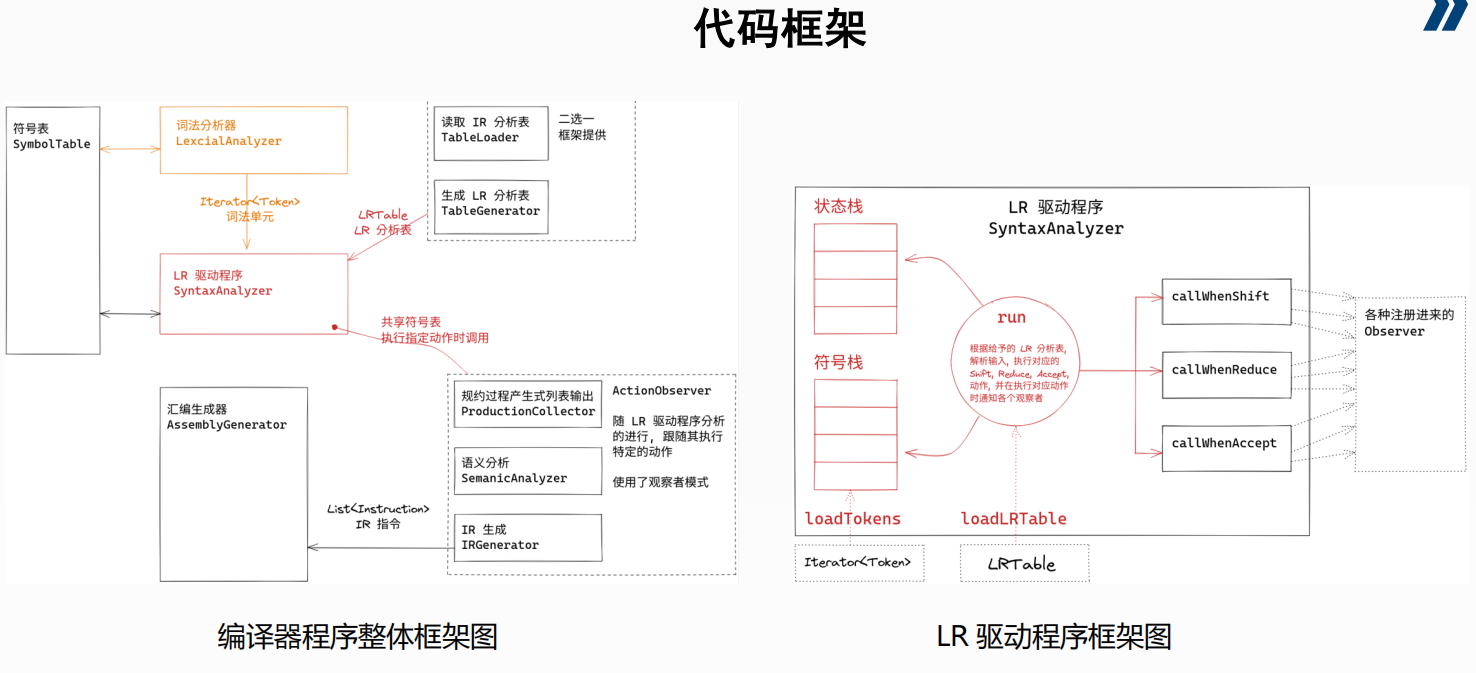 代码框架
符号表
SymbolTable
词法分析器
LexcialAnalyzer
Iterator<Token>
词法单元
读取 IR 分析表
TableLoader
二选一
框架提供
生成 LR 分析表
TableGenerator
LRTable
LR 分析表
LR 驱动程序
SyntaxAnalyzer
共享符号表
执行指定动作时调用
规约过程产生式列表输出
ProductionCollector
ActionObserver
随 LR 驱动程序分析
的进行, 跟随其执行
特定的动作
使用了观察者模式
语义分析
SemanicAnalyzer
IR 生成
IRGenerator
List<Instruction>
IR 指令
汇编生成器
AssemblyGenerator
编译器程序整体框架图
状态栈
LR 驱动程序
SyntaxAnalyzer
符号栈
run
根据给予的 LR 分析表,
解析输入, 执行对应的
Shift, Reduce, Accept,
动作, 并在执行对应动作
时通知各个观察者
callWhenShift
callWhenReduce
callWhenAccept
各种注册进来的
Observer
loadTokens
loadLRTable
Iterator<Token>
LRTable
LR 驱动程序框架图